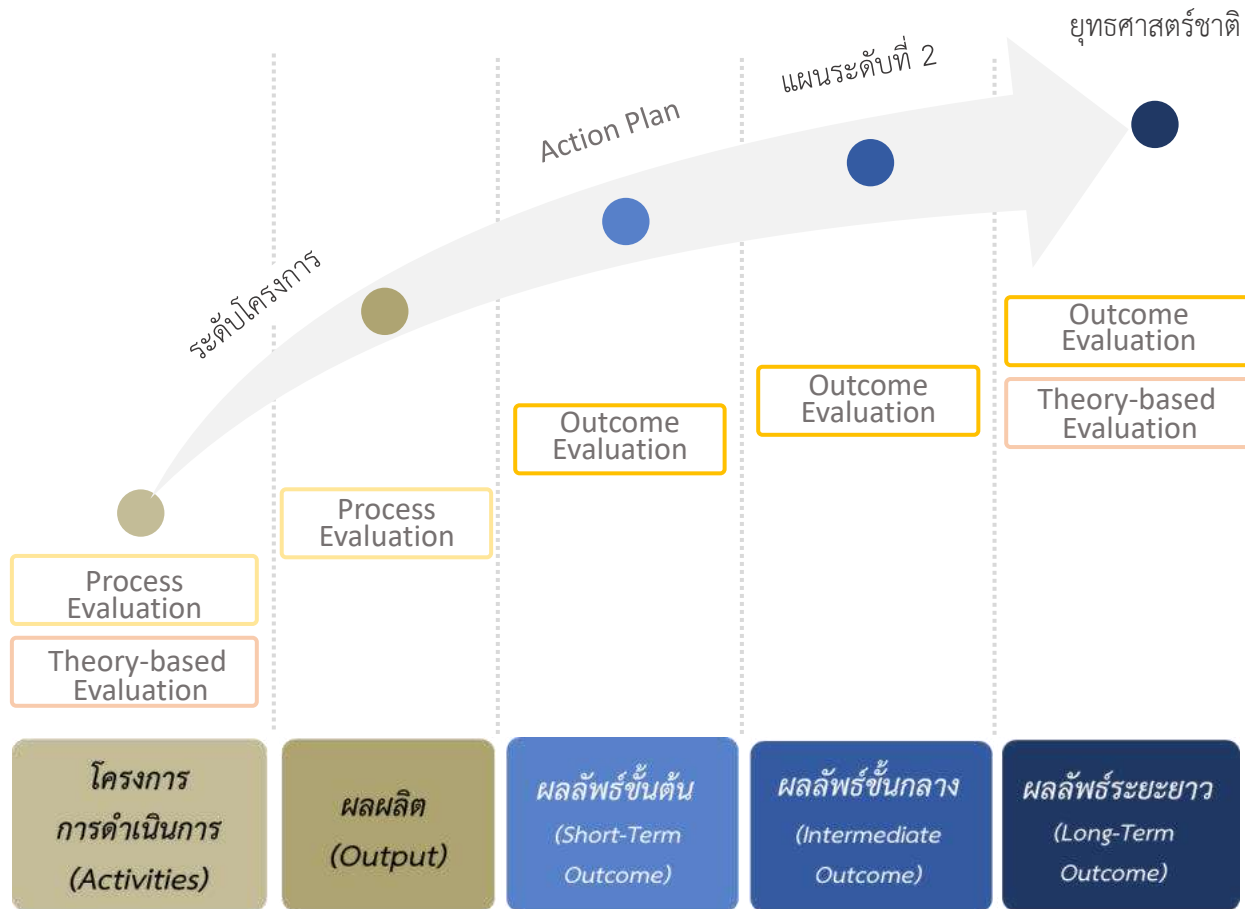 ยุทธศาสตร์ชาติ
แผนระดับที่ 2
Action Plan
ระดับโครงการ
Outcome
Evaluation
Theory-based
Evaluation
Outcome
Evaluation
Outcome
Evaluation
Process
Evaluation
Process
Evaluation
Theory-based
Evaluation
โครงการ
การดำเนินการ
(Activities)
ผลผลิต
(Output)
ผลลัพธ์ขั้นต้น
(Short-Term
Outcome)
ผลลัพธ์ขั้นกลาง
(Intermediate
Outcome)
ผลลัพธ์ระยะยาว
(Long-Term
Outcome)